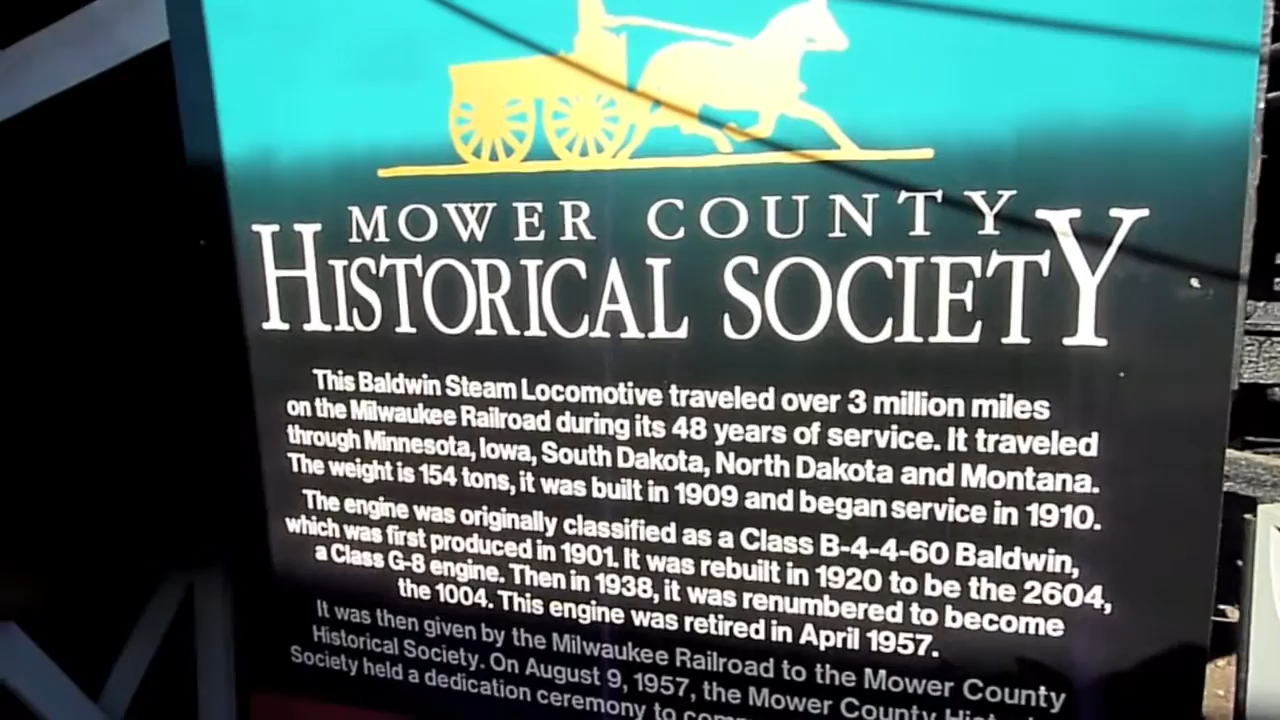 MOWER COUNTY
HISTORICAL SOCIETY
This Baldwin Steam Locomotive traveled over 3 million miles
on the Milwaukee Railroad during its 48 years of service. It traveled
through Minnesota, Iowa, South Dakota, North Dakota and Montana.
The weight is 154 tons, it was built in 1909 and began service in 1910.
The engine was originally classified as a Class B-4-4-60 Baldwin,
which was first produced in 1901. It was rebuilt in 1920 to be the 2604,
a Class G-8 engine. Then in 1938, it was renumbered to become
the 1004. This engine was retired in April 1957.
It was then given by the Milwaukee Railroad to the Mower County
Historical Society. On August 9, 1957, the Mower County
Society held a dedication ceremony to